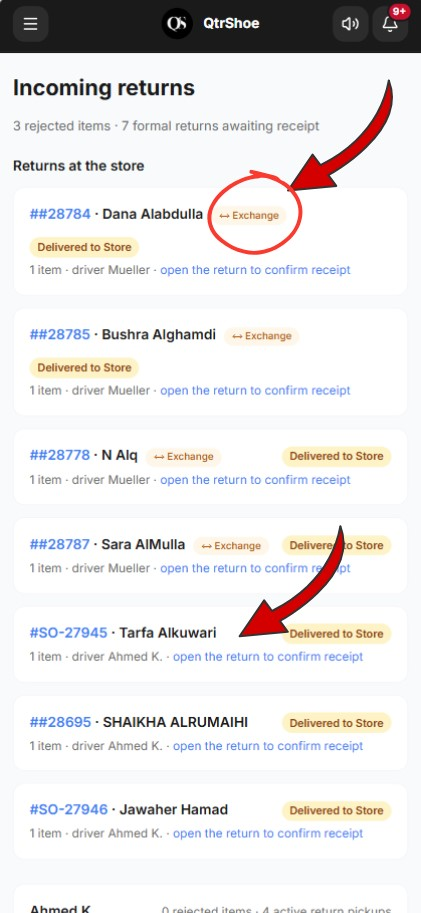 QS QtrShoe 9+
Incoming returns
3 rejected items · 7 formal returns awaiting receipt
Returns at the store
##28784 · Dana Alabdulla ↔ Exchange
Delivered to Store
1 item · driver Mueller · open the return to confirm receipt
##28785 · Bushra Alghamdi ↔ Exchange
Delivered to Store
1 item · driver Mueller · open the return to confirm receipt
##28778 · N Alq ↔ Exchange Delivered to Store
1 item · driver Mueller · open the return to confirm receipt
##28787 · Sara AlMulla ↔ Exchange Delivered to Store
1 item · driver Mueller · open the return to confirm receipt
#SO-27945 · Tarfa Alkuwari Delivered to Store
1 item · driver Ahmed K. · open the return to confirm receipt
##28695 · SHAIKHA ALRUMAIHI Delivered to Store
1 item · driver Ahmed K. · open the return to confirm receipt
#SO-27946 · Jawaher Hamad Delivered to Store
1 item · driver Ahmed K. · open the return to confirm receipt
Ahmed K. 0 rejected items · 4 active return pickups